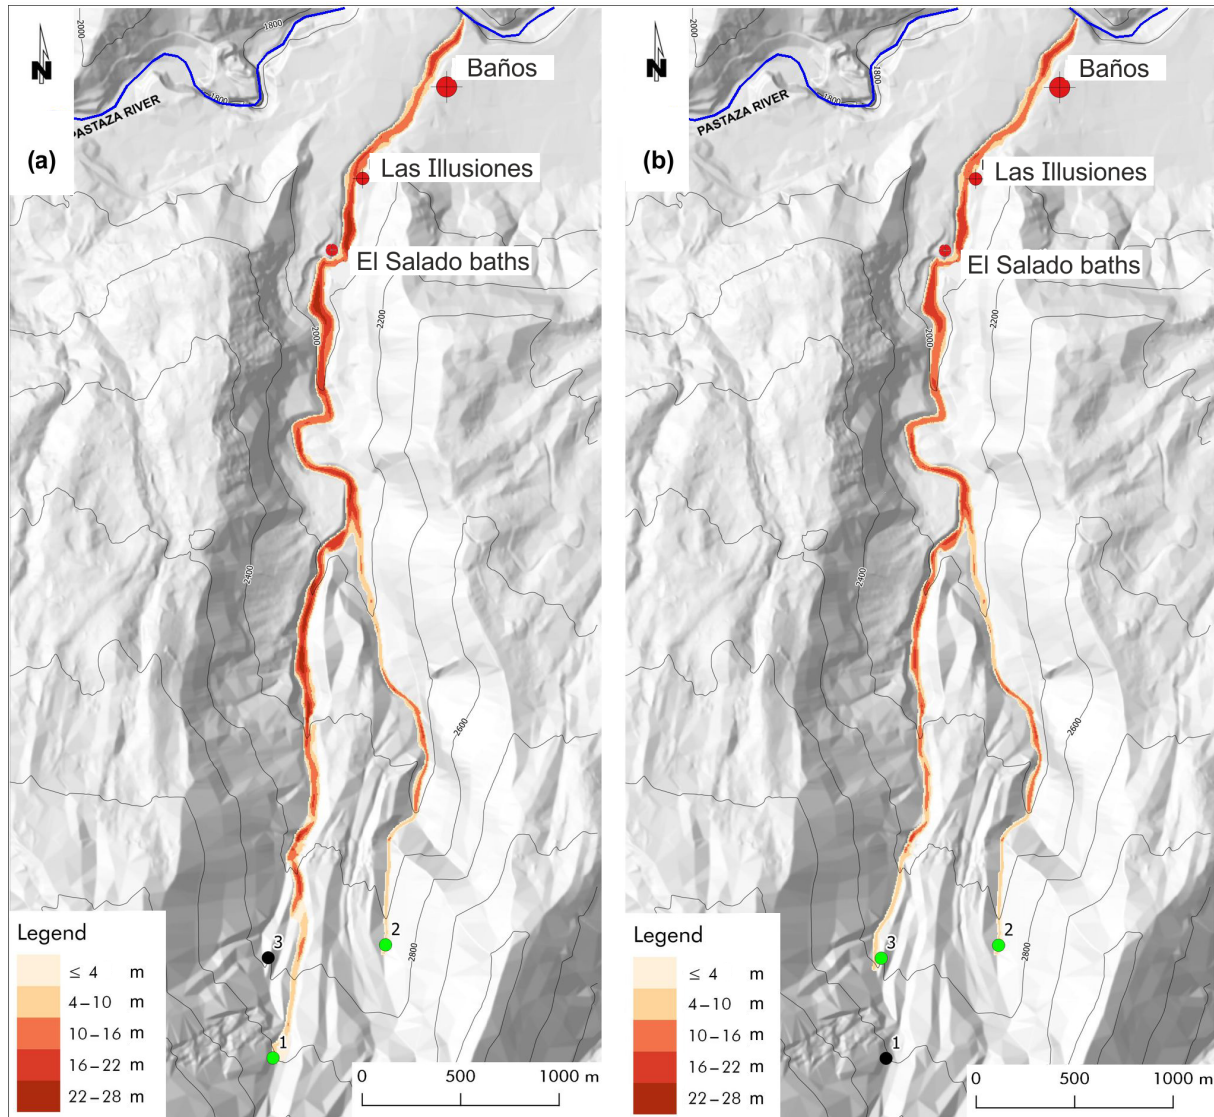 (a)
N
PASTAZA RIVER
2000
1800
1800
Baños
Las Illusiones
El Salado baths
2000
2200
2400
2600
2800
3
2
1
Legend
≤ 4 m
4–10 m
10–16 m
16–22 m
22–28 m
0 500 1000 m
(b)
N
PASTAZA RIVER
2000
1800
1800
Baños
Las Illusiones
El Salado baths
2000
2200
2400
2600
2800
3
2
1
Legend
≤ 4 m
4–10 m
10–16 m
16–22 m
22–28 m
0 500 1000 m